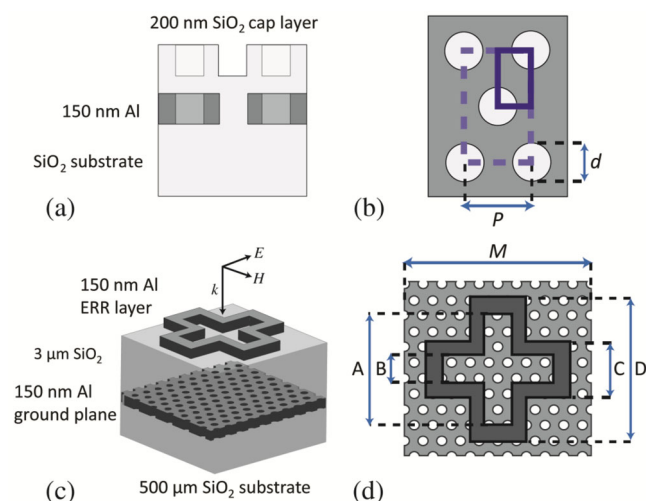 200 nm SiO2 cap layer
150 nm Al
SiO2 substrate
(a)
d
P
(b)
E
H
k
150 nm Al
ERR layer
3 μm SiO2
150 nm Al
ground plane
(c)
500 μm SiO2 substrate
M
A
B
C
D
(d)